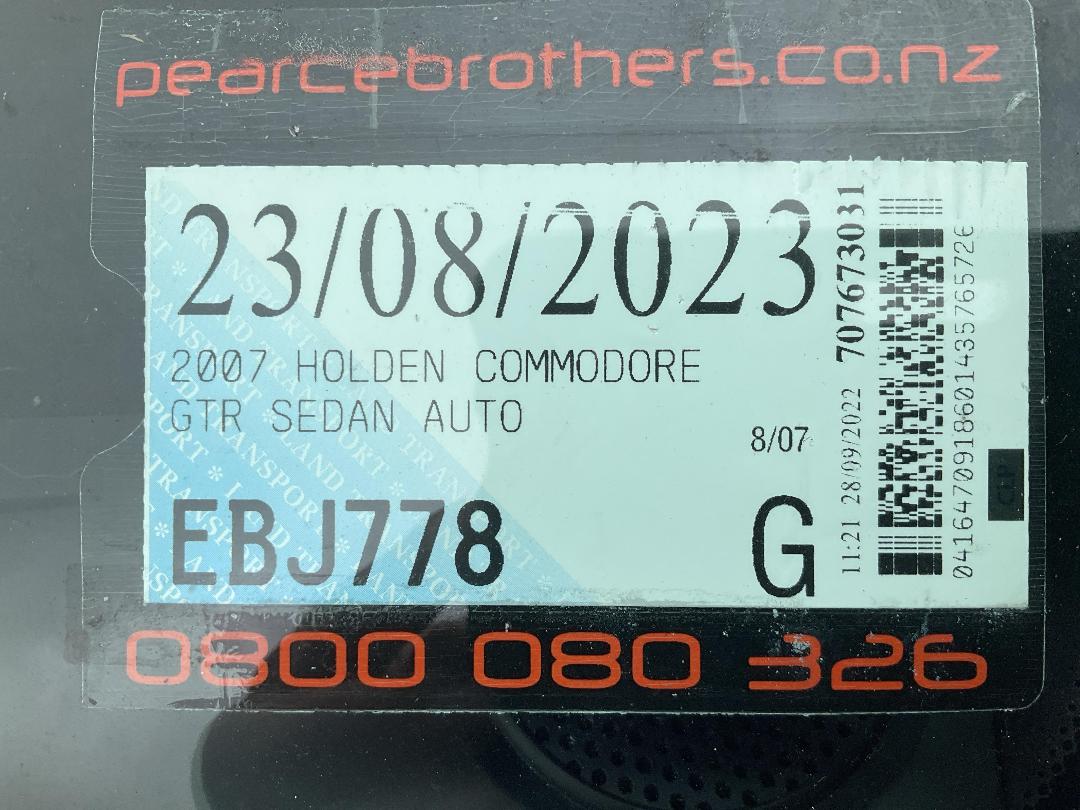 pearcebrothers.co.nz
23/08/2023
2007 HOLDEN COMMODORE
GTR SEDAN AUTO
8/07
EBJ778
G
11:21 28/09/2022 707673031
0416470918601435765726
0800 080 326